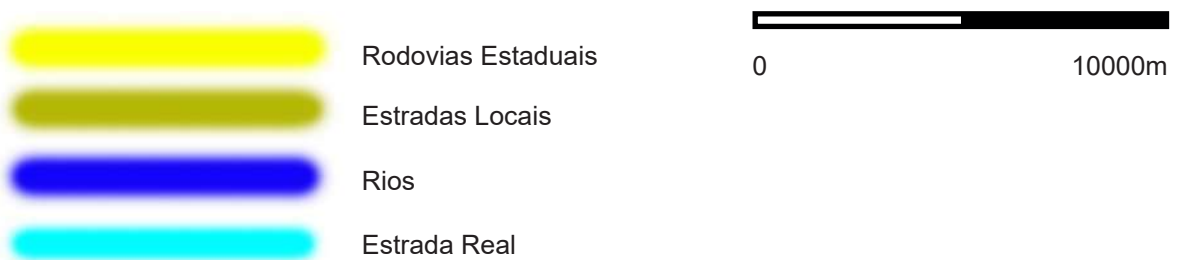 Rodovias Estaduais
Estradas Locais
Rios
Estrada Real
0 10000m